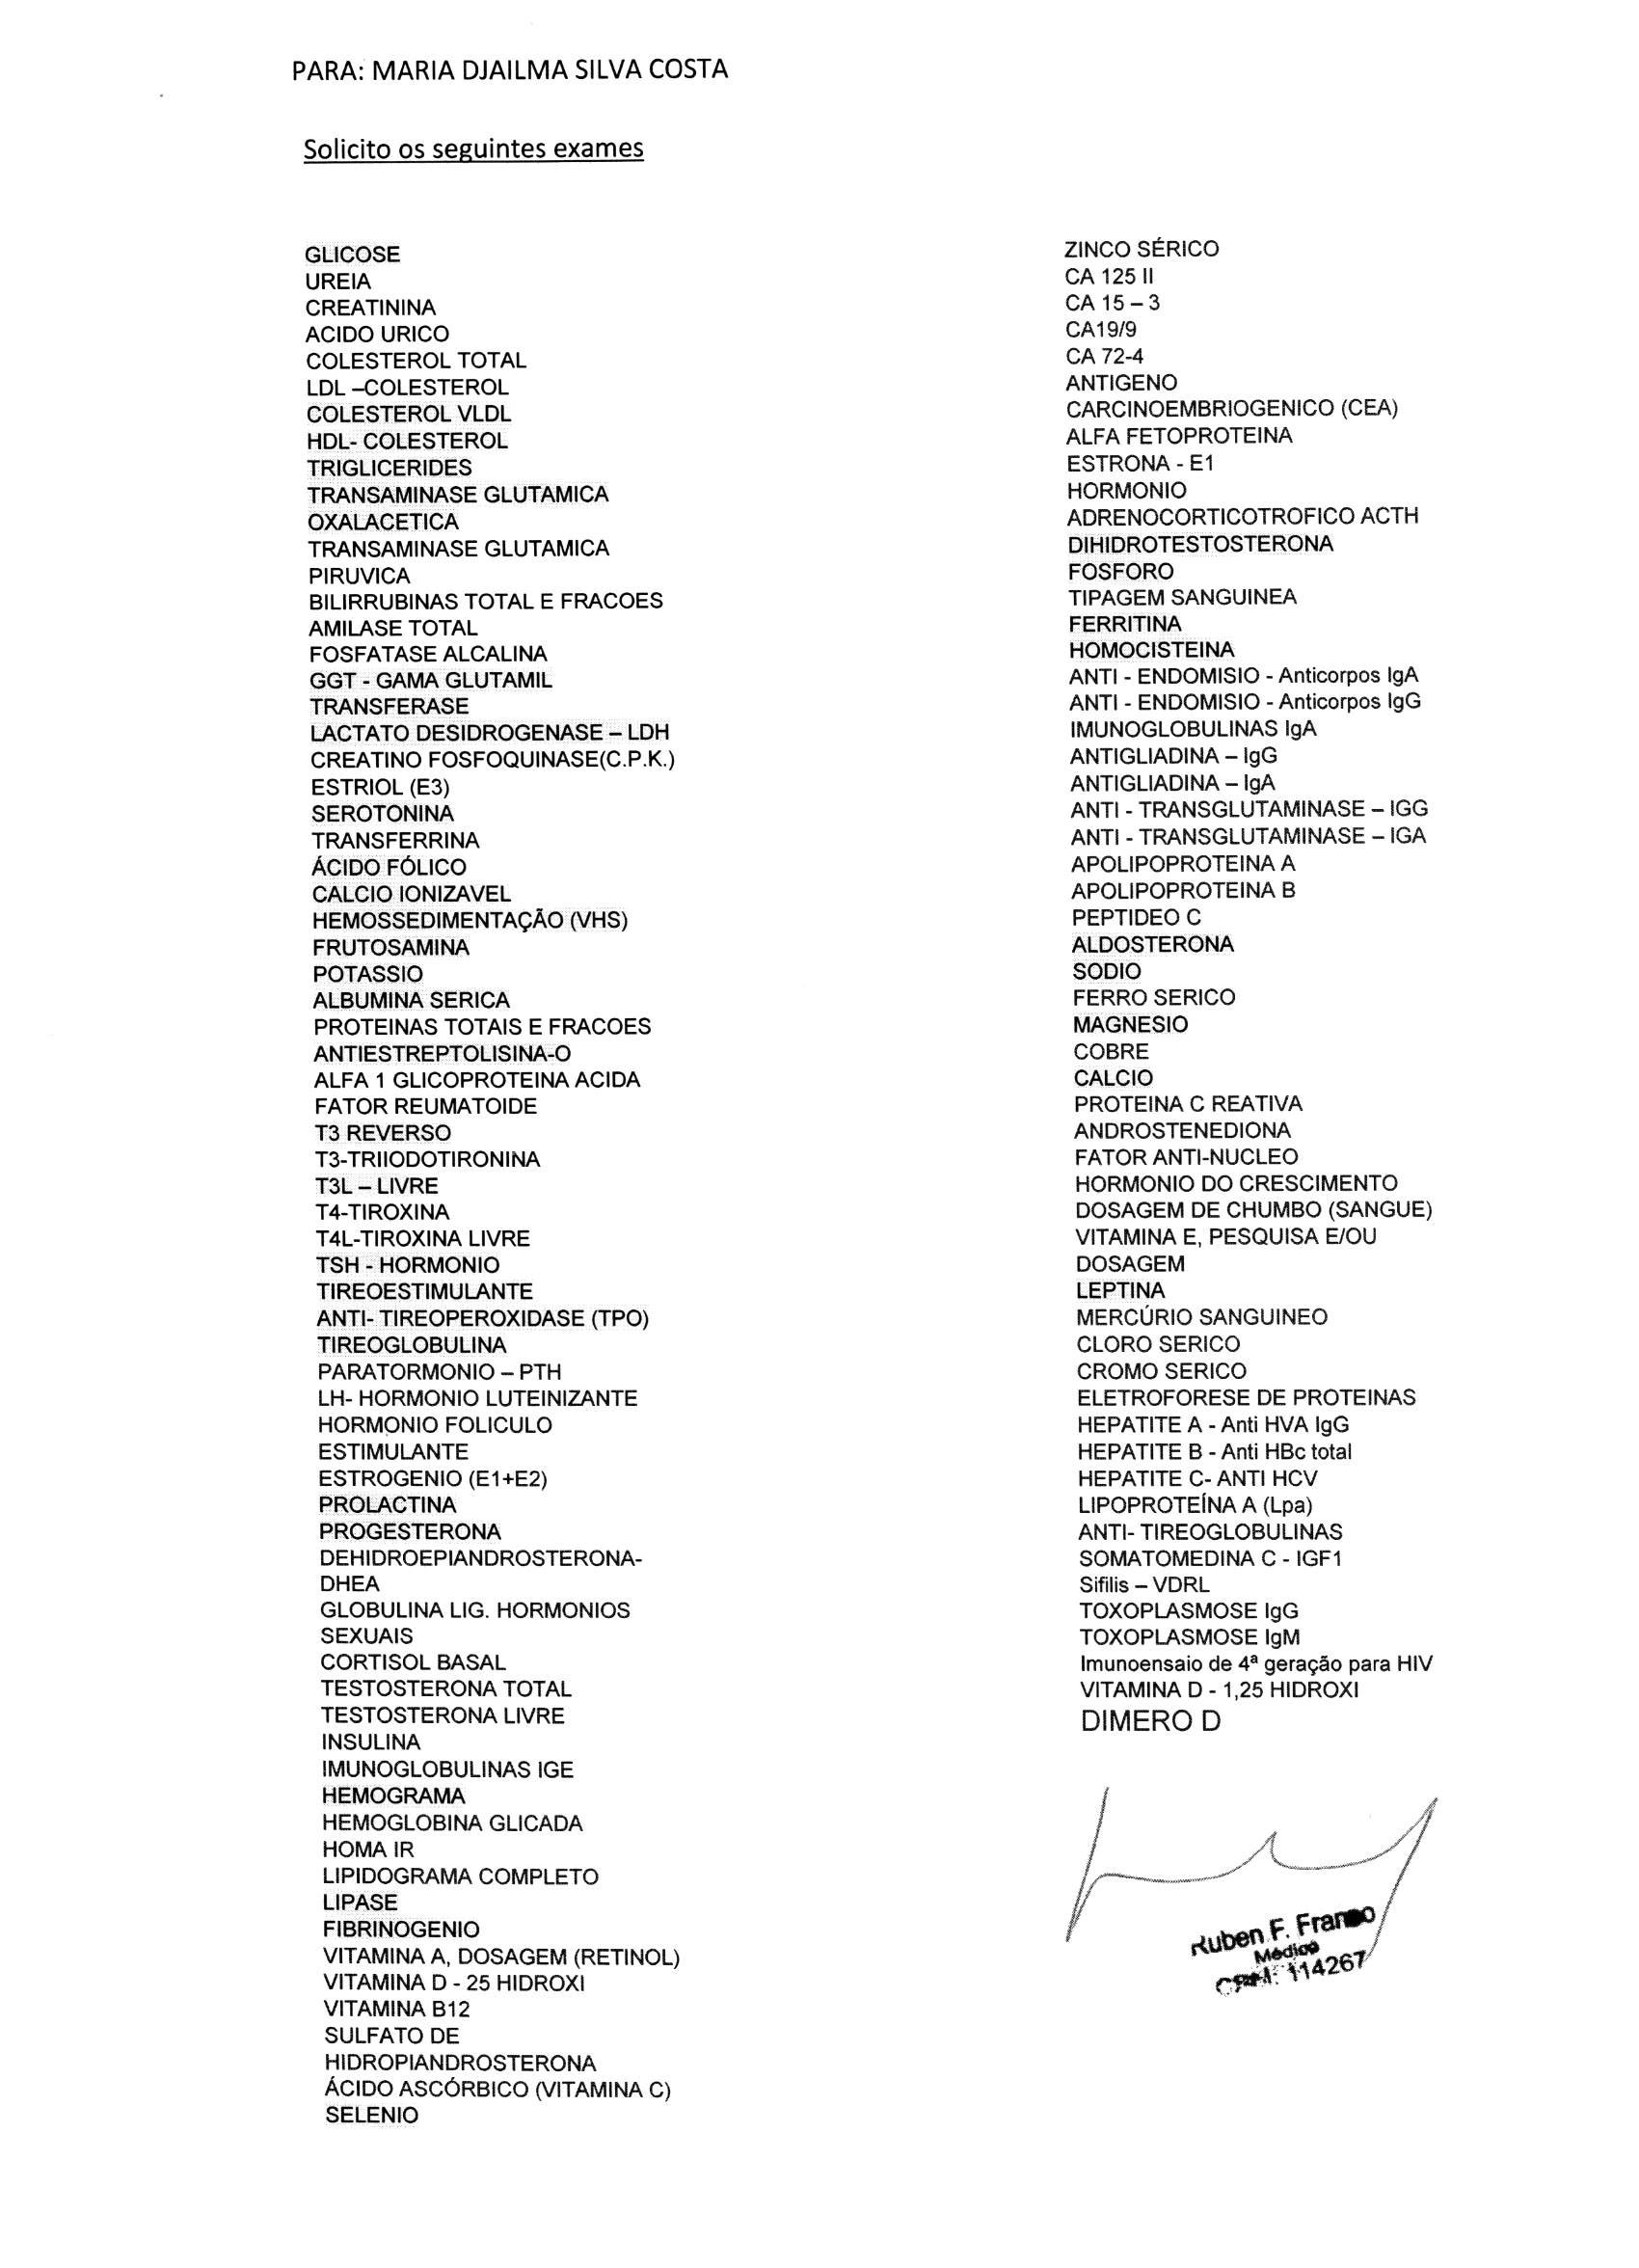 PARA: MARIA DJAILMA SILVA COSTA
Solicito os seguintes exames
GLICOSE
UREIA
CREATININA
ACIDO URICO
COLESTEROL TOTAL
LDL –COLESTEROL
COLESTEROL VLDL
HDL- COLESTEROL
TRIGLICERIDES
TRANSAMINASE GLUTAMICA
OXALACETICA
TRANSAMINASE GLUTAMICA
PIRUVICA
BILIRRUBINAS TOTAL E FRACOES
AMILASE TOTAL
FOSFATASE ALCALINA
GGT - GAMA GLUTAMIL
TRANSFERASE
LACTATO DESIDROGENASE – LDH
CREATINO FOSFOQUINASE(C.P.K.)
ESTRIOL (E3)
SEROTONINA
TRANSFERRINA
ÁCIDO FÓLICO
CALCIO IONIZAVEL
HEMOSSEDIMENTAÇÃO (VHS)
FRUTOSAMINA
POTASSIO
ALBUMINA SERICA
PROTEINAS TOTAIS E FRACOES
ANTIESTREPTOLISINA-O
ALFA 1 GLICOPROTEINA ACIDA
FATOR REUMATOIDE
T3 REVERSO
T3-TRIIODOTIRONINA
T3L – LIVRE
T4-TIROXINA
T4L-TIROXINA LIVRE
TSH - HORMONIO
TIREOESTIMULANTE
ANTI- TIREOPEROXIDASE (TPO)
TIREOGLOBULINA
PARATORMONIO – PTH
LH- HORMONIO LUTEINIZANTE
HORMONIO FOLICULO
ESTIMULANTE
ESTROGENIO (E1+E2)
PROLACTINA
PROGESTERONA
DEHIDROEPIANDROSTERONA-
DHEA
GLOBULINA LIG. HORMONIOS
SEXUAIS
CORTISOL BASAL
TESTOSTERONA TOTAL
TESTOSTERONA LIVRE
INSULINA
IMUNOGLOBULINAS IGE
HEMOGRAMA
HEMOGLOBINA GLICADA
HOMA IR
LIPIDOGRAMA COMPLETO
LIPASE
FIBRINOGENIO
VITAMINA A, DOSAGEM (RETINOL)
VITAMINA D - 25 HIDROXI
VITAMINA B12
SULFATO DE
HIDROPIANDROSTERONA
ÁCIDO ASCÓRBICO (VITAMINA C)
SELENIO
ZINCO SÉRICO
CA 125 II
CA 15 – 3
CA19/9
CA 72-4
ANTIGENO
CARCINOEMBRIOGENICO (CEA)
ALFA FETOPROTEINA
ESTRONA - E1
HORMONIO
ADRENOCORTICOTROFICO ACTH
DIHIDROTESTOSTERONA
FOSFORO
TIPAGEM SANGUINEA
FERRITINA
HOMOCISTEINA
ANTI - ENDOMISIO - Anticorpos IgA
ANTI - ENDOMISIO - Anticorpos IgG
IMUNOGLOBULINAS IgA
ANTIGLIADINA – IgG
ANTIGLIADINA – IgA
ANTI - TRANSGLUTAMINASE – IGG
ANTI - TRANSGLUTAMINASE – IGA
APOLIPOPROTEINA A
APOLIPOPROTEINA B
PEPTIDEO C
ALDOSTERONA
SODIO
FERRO SERICO
MAGNESIO
COBRE
CALCIO
PROTEINA C REATIVA
ANDROSTENEDIONA
FATOR ANTI-NUCLEO
HORMONIO DO CRESCIMENTO
DOSAGEM DE CHUMBO (SANGUE)
VITAMINA E, PESQUISA E/OU
DOSAGEM
LEPTINA
MERCÚRIO SANGUINEO
CLORO SERICO
CROMO SERICO
ELETROFORESE DE PROTEINAS
HEPATITE A - Anti HVA IgG
HEPATITE B - Anti HBc total
HEPATITE C- ANTI HCV
LIPOPROTEÍNA A (Lpa)
ANTI- TIREOGLOBULINAS
SOMATOMEDINA C - IGF1
Sifilis – VDRL
TOXOPLASMOSE IgG
TOXOPLASMOSE IgM
Imunoensaio de 4ª geração para HIV
VITAMINA D - 1,25 HIDROXI
DIMERO D
Ruben F. Franco
Médico
CRM: 114267